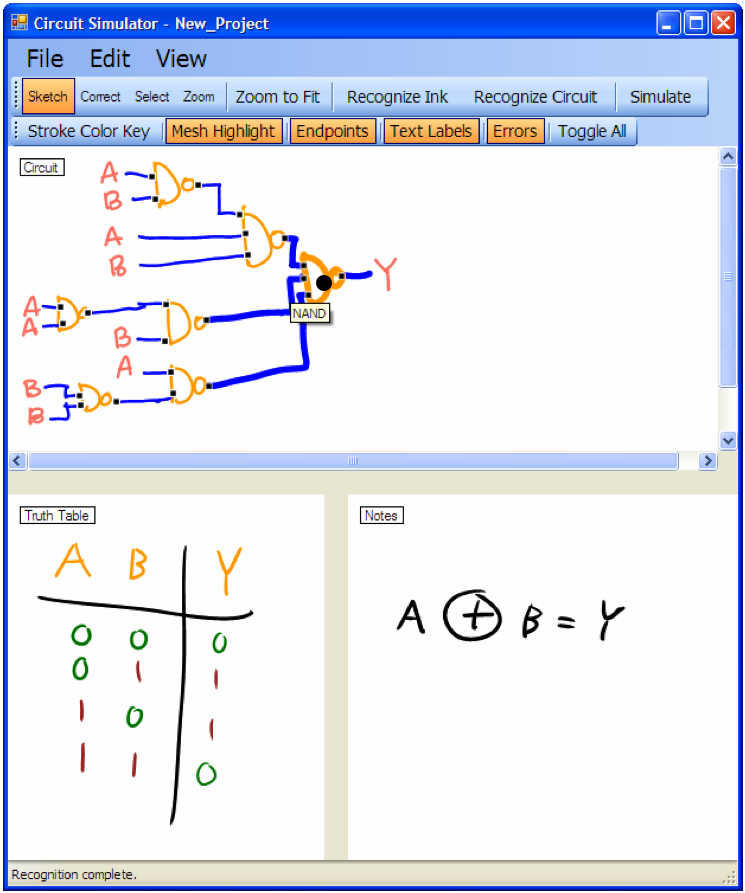 Circuit Simulator - New_Project
File Edit View
Sketch Correct Select Zoom Zoom to Fit Recognize Ink Recognize Circuit Simulate
Stroke Color Key Mesh Highlight Endpoints Text Labels Errors Toggle All
Circuit
A
B
A
B
Y
A
A
NAND
B
A
B
B
Truth Table
A B Y
0 0 0
0 1 1
1 0 1
1 1 0
Notes
A ⊕ B = Y
Recognition complete.